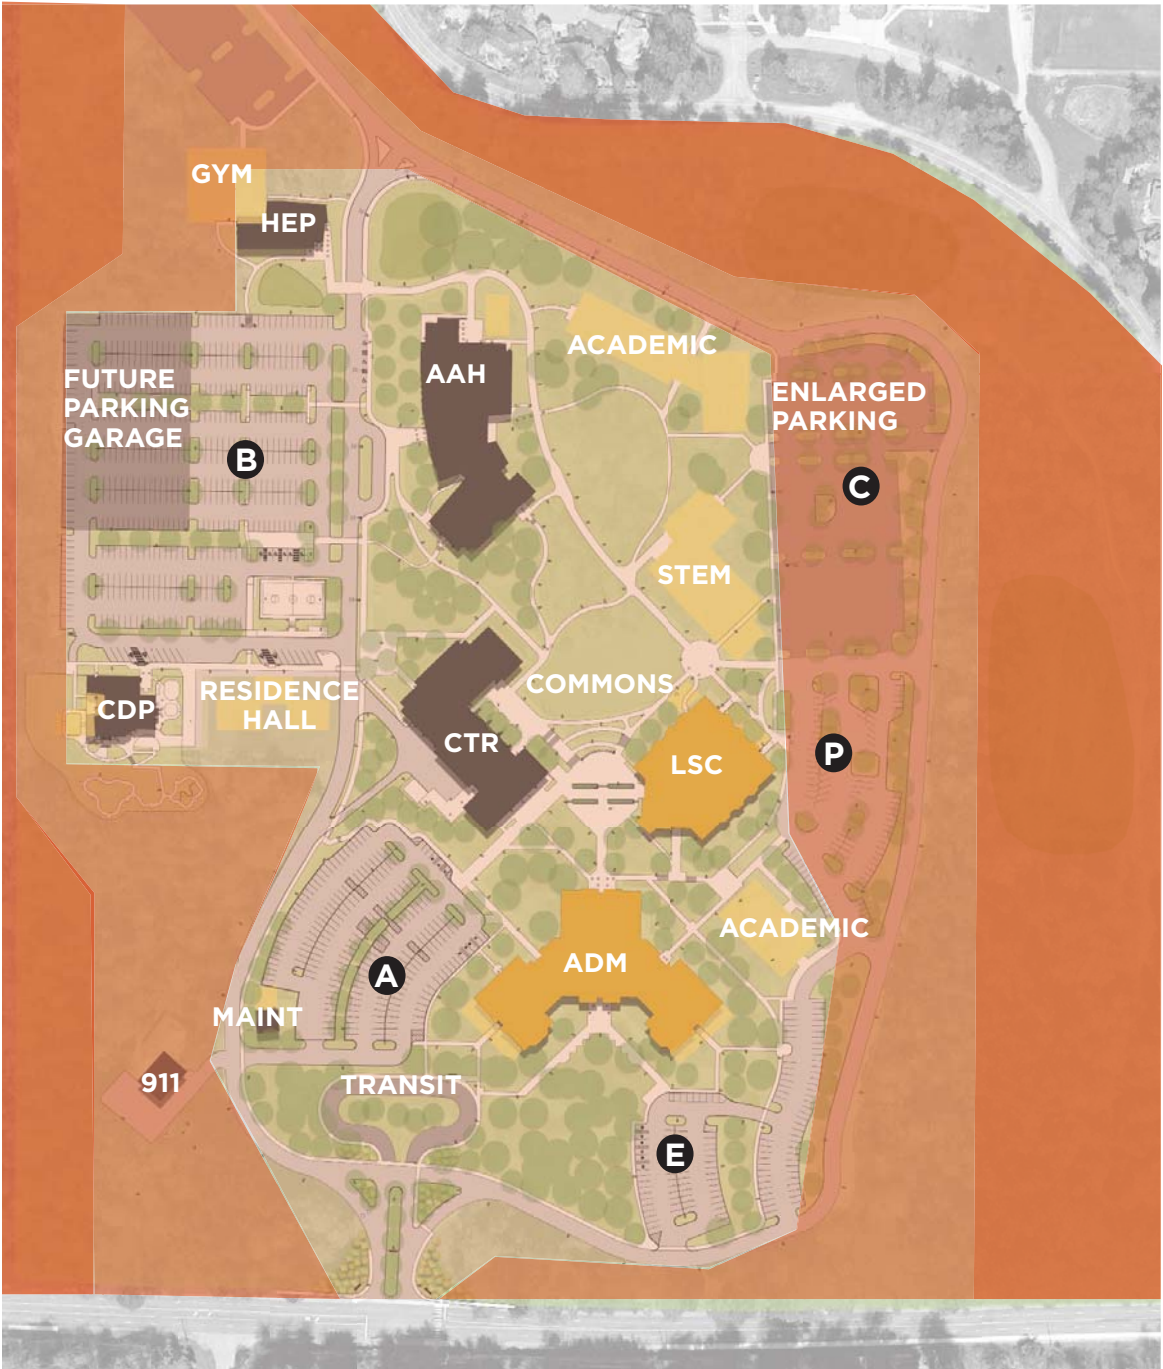 GYM
HEP
ACADEMIC
AAH
FUTURE
PARKING
GARAGE
ENLARGED
PARKING
B
C
STEM
COMMONS
RESIDENCE
HALL
CDP
CTR
LSC
P
ACADEMIC
ADM
A
MAINT
911
TRANSIT
E